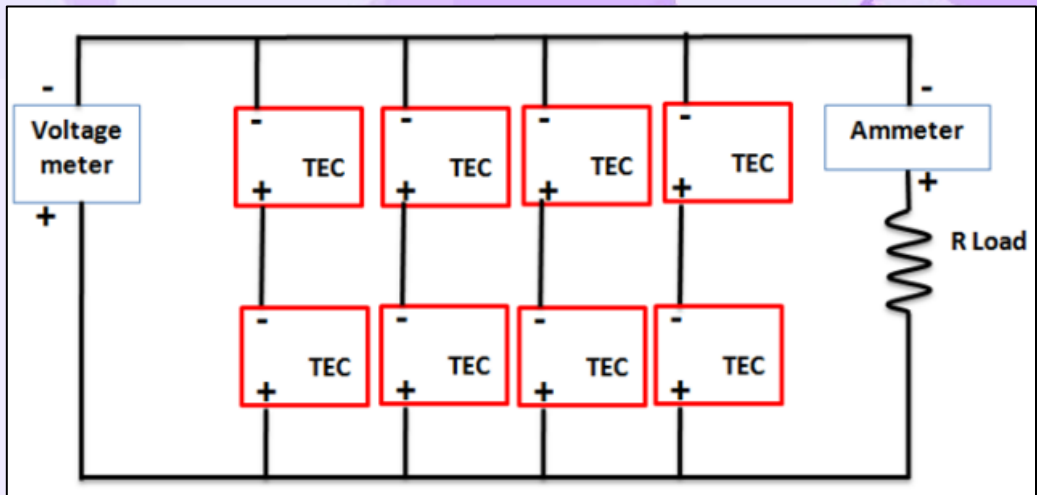 -
-
Voltage
meter
- - - -
TEC TEC TEC TEC
+ + + +
Ammeter
+
+
R Load
- - - -
TEC TEC TEC TEC
+ + + +